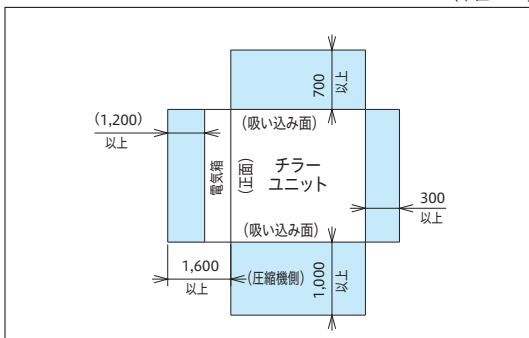 700
以上
(1,200)
以上
(吸い込み面)
電気箱
(正面)
チラー
ユニット
300
以上
(吸い込み面)
1,600
以上
(圧縮機側)
1,000
以上